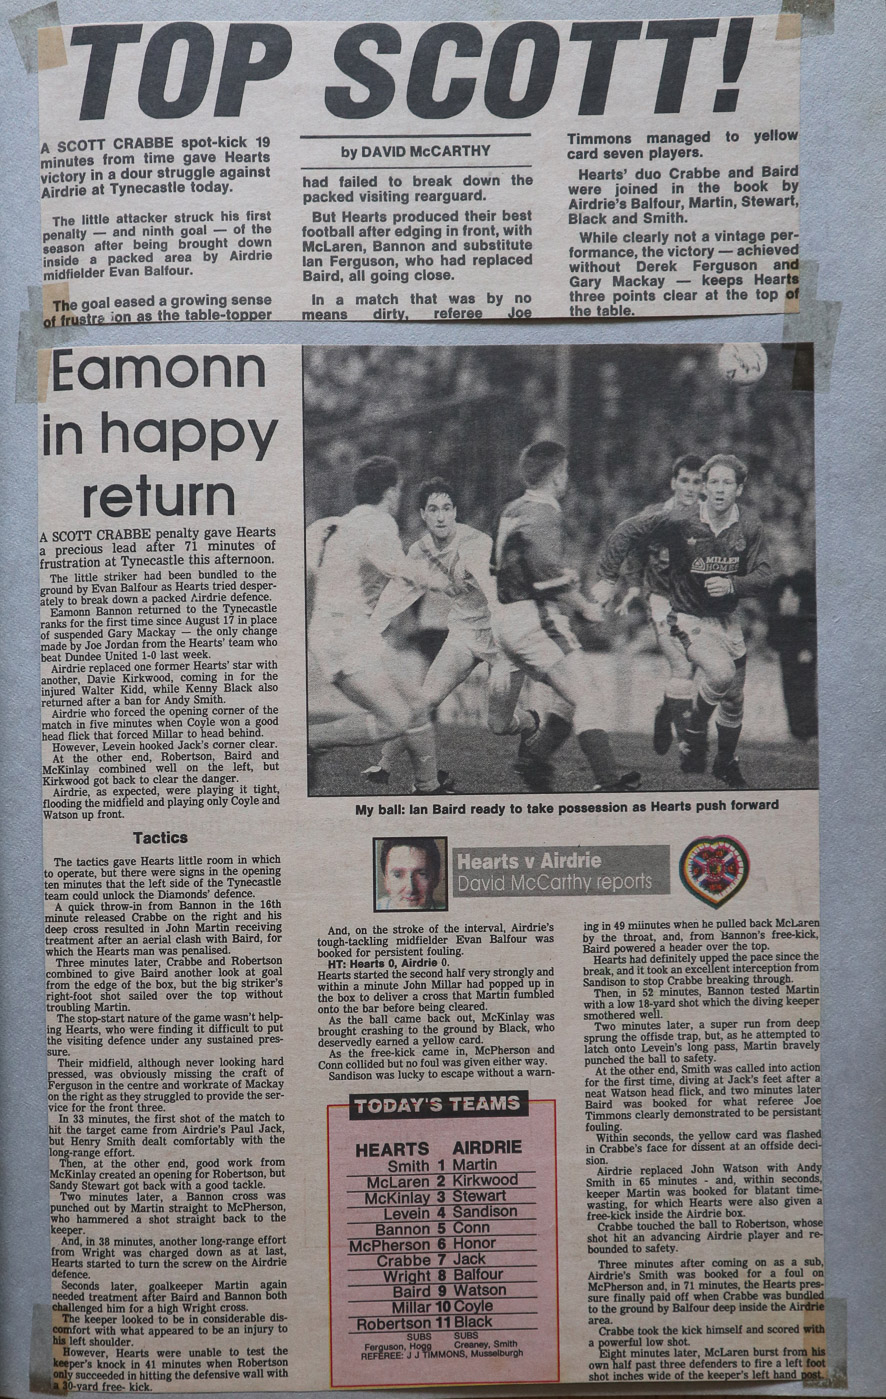 TOP SCOTT!
A SCOTT CRABBE spot-kick 19
minutes from time gave Hearts
victory in a dour struggle against
Airdrie at Tynecastle today.
The little attacker struck his first
penalty — and ninth goal — of the
season after being brought down
inside a packed area by Airdrie
midfielder Evan Balfour.
The goal eased a growing sense
of frustra ion as the table-topper
by DAVID McCARTHY
had failed to break down the
packed visiting rearguard.
But Hearts produced their best
football after edging in front, with
McLaren, Bannon and substitute
Ian Ferguson, who had replaced
Baird, all going close.
In a match that was by no
means dirty, referee Joe
Timmons managed to yellow
card seven players.
Hearts' duo Crabbe and Baird
were joined in the book by
Airdrie's Balfour, Martin, Stewart,
Black and Smith.
While clearly not a vintage per-
formance, the victory — achieved
without Derek Ferguson and
Gary Mackay — keeps Hearts
three points clear at the top of
the table.
Eamonn
in happy
return
A SCOTT CRABBE penalty gave Hearts
a precious lead after 71 minutes of
frustration at Tynecastle this afternoon.
The little striker had been bundled to the
ground by Evan Balfour as Hearts tried desper-
ately to break down a packed Airdrie defence.
Eamonn Bannon returned to the Tynecastle
ranks for the first time since August 17 in place
of suspended Gary Mackay — the only change
made by Joe Jordan from the Hearts' team who
beat Dundee United 1-0 last week.
Airdrie replaced one former Hearts' star with
another, Davie Kirkwood, coming in for the
injured Walter Kidd, while Kenny Black also
returned after a ban for Andy Smith.
Airdrie who forced the opening corner of the
match in five minutes when Coyle won a good
head flick that forced Millar to head behind.
However, Levein hooked Jack's corner clear.
At the other end, Robertson, Baird and
McKinlay combined well on the left, but
Kirkwood got back to clear the danger.
Airdrie, as expected, were playing it tight,
flooding the midfield and playing only Coyle and
Watson up front.
Tactics
The tactics gave Hearts little room in which
to operate, but there were signs in the opening
ten minutes that the left side of the Tynecastle
team could unlock the Diamonds' defence.
A quick throw-in from Bannon in the 16th
minute released Crabbe on the right and his
deep cross resulted in John Martin receiving
treatment after an aerial clash with Baird, for
which the Hearts man was penalised.
Three minutes later, Crabbe and Robertson
combined to give Baird another look at goal
from the edge of the box, but the big striker's
right-foot shot sailed over the top without
troubling Martin.
The stop-start nature of the game wasn't help-
ing Hearts, who were finding it difficult to put
the visiting defence under any sustained pres-
sure.
Their midfield, although never looking hard
pressed, was obviously missing the craft of
Ferguson in the centre and workrate of Mackay
on the right as they struggled to provide the ser-
vice for the front three.
In 33 minutes, the first shot of the match to
hit the target came from Airdrie's Paul Jack,
but Henry Smith dealt comfortably with the
long-range effort.
Then, at the other end, good work from
McKinlay created an opening for Robertson, but
Sandy Stewart got back with a good tackle.
Two minutes later, a Bannon cross was
punched out by Martin straight to McPherson,
who hammered a shot straight back to the
keeper.
And, in 38 minutes, another long-range effort
from Wright was charged down as at last,
Hearts started to turn the screw on the Airdrie
defence.
Seconds later, goalkeeper Martin again
needed treatment after Baird and Bannon both
challenged him for a high Wright cross.
The keeper looked to be in considerable dis-
comfort with what appeared to be an injury to
his left shoulder.
However, Hearts were unable to test the
keeper's knock in 41 minutes when Robertson
only succeeded in hitting the defensive wall with
a 30-yard free- kick.
MILLER
HOMES
My ball: Ian Baird ready to take possession as Hearts push forward
Hearts v Airdrie
David McCarthy reports
And, on the stroke of the interval, Airdrie's
tough-tackling midfielder Evan Balfour was
booked for persistent fouling.
HT: Hearts 0, Airdrie 0.
Hearts started the second half very strongly and
within a minute John Millar had popped up in
the box to deliver a cross that Martin fumbled
onto the bar before being cleared.
As the ball came back out, McKinlay was
brought crashing to the ground by Black, who
deservedly earned a yellow card.
As the free-kick came in, McPherson and
Conn collided but no foul was given either way.
Sandison was lucky to escape without a warn-
TODAY'S TEAMS
HEARTS AIRDRIE
Smith 1 Martin
McLaren 2 Kirkwood
McKinlay 3 Stewart
Levein 4 Sandison
Bannon 5 Conn
McPherson 6 Honor
Crabbe 7 Jack
Wright 8 Balfour
Baird 9 Watson
Millar 10 Coyle
Robertson 11 Black
SUBS SUBS
Ferguson, Hogg Creaney, Smith
REFEREE: J J TIMMONS, Musselburgh
ing in 49 miinutes when he pulled back McLaren
by the throat, and, from Bannon's free-kick,
Baird powered a header over the top.
Hearts had definitely upped the pace since the
break, and it took an excellent interception from
Sandison to stop Crabbe breaking through.
Then, in 52 minutes, Bannon tested Martin
with a low 18-yard shot which the diving keeper
smothered well.
Two minutes later, a super run from deep
sprung the offside trap, but, as he attempted to
latch onto Levein's long pass, Martin bravely
punched the ball to safety.
At the other end, Smith was called into action
for the first time, diving at Jack's feet after a
neat Watson head flick, and two minutes later
Baird was booked for what referee Joe
Timmons clearly demonstrated to be persistant
fouling.
Within seconds, the yellow card was flashed
in Crabbe's face for dissent at an offside deci-
sion.
Airdrie replaced John Watson with Andy
Smith in 65 minutes - and, within seconds,
keeper Martin was booked for blatant time-
wasting, for which Hearts were also given a
free-kick inside the Airdrie box.
Crabbe touched the ball to Robertson, whose
shot hit an advancing Airdrie player and re-
bounded to safety.
Three minutes after coming on as a sub,
Airdrie's Smith was booked for a foul on
McPherson and, in 71 minutes, the Hearts pres-
sure finally paid off when Crabbe was bundled
to the ground by Balfour deep inside the Airdrie
area.
Crabbe took the kick himself and scored with
a powerful low shot.
Eight minutes later, McLaren burst from his
own half past three defenders to fire a left foot
shot inches wide of the keeper's left hand post.